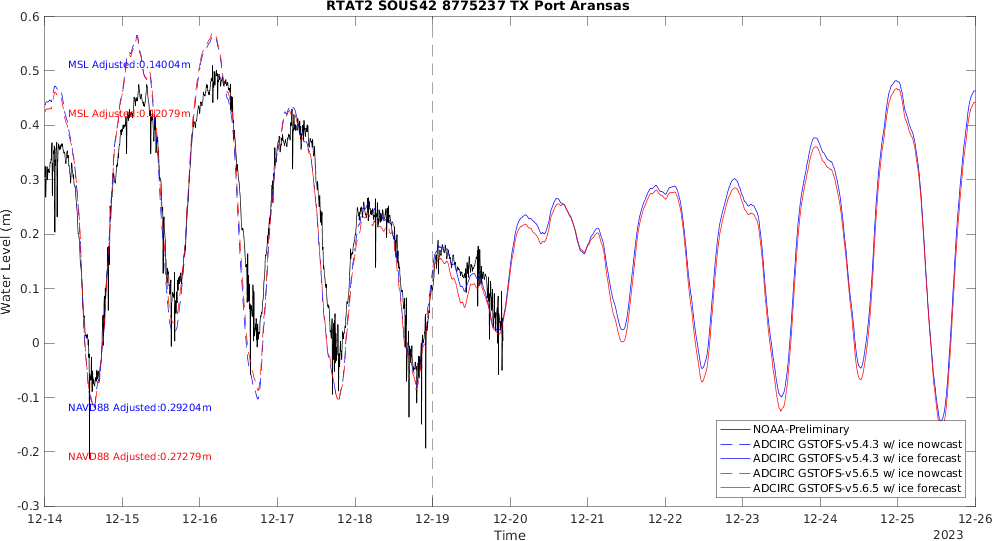 RTAT2 SOUS42 8775237 TX Port Aransas
0.6
0.5
0.4
0.3
0.2
0.1
0
-0.1
-0.2
-0.3
Water Level (m)
MSL Adjusted:0.14004m
MSL Adjusted:0.12079m
NAVD88 Adjusted:0.29204m
NAVD88 Adjusted:0.27279m
NOAA-Preliminary
ADCIRC GSTOFS-v5.4.3 w/ ice nowcast
ADCIRC GSTOFS-v5.4.3 w/ ice forecast
ADCIRC GSTOFS-v5.6.5 w/ ice nowcast
ADCIRC GSTOFS-v5.6.5 w/ ice forecast
12-14 12-15 12-16 12-17 12-18 12-19 12-20 12-21 12-22 12-23 12-24 12-25 12-26
Time
2023